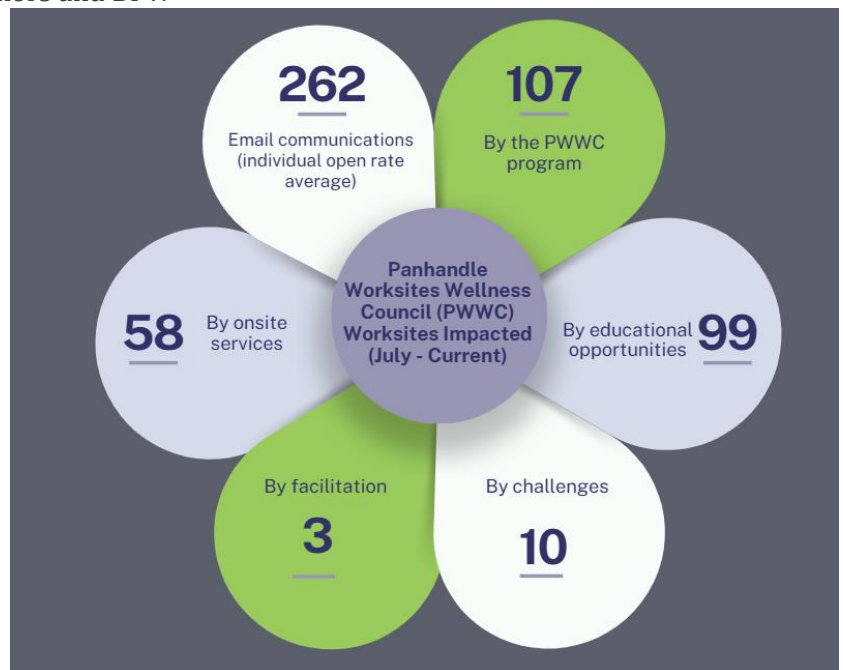 262
Email communications
(individual open rate
average)
107
By the PWWC
program
58
By onsite
services
Panhandle
Worksites Wellness
Council (PWWC)
Worksites Impacted
(July - Current)
By educational
opportunities
99
By facilitation
3
By challenges
10